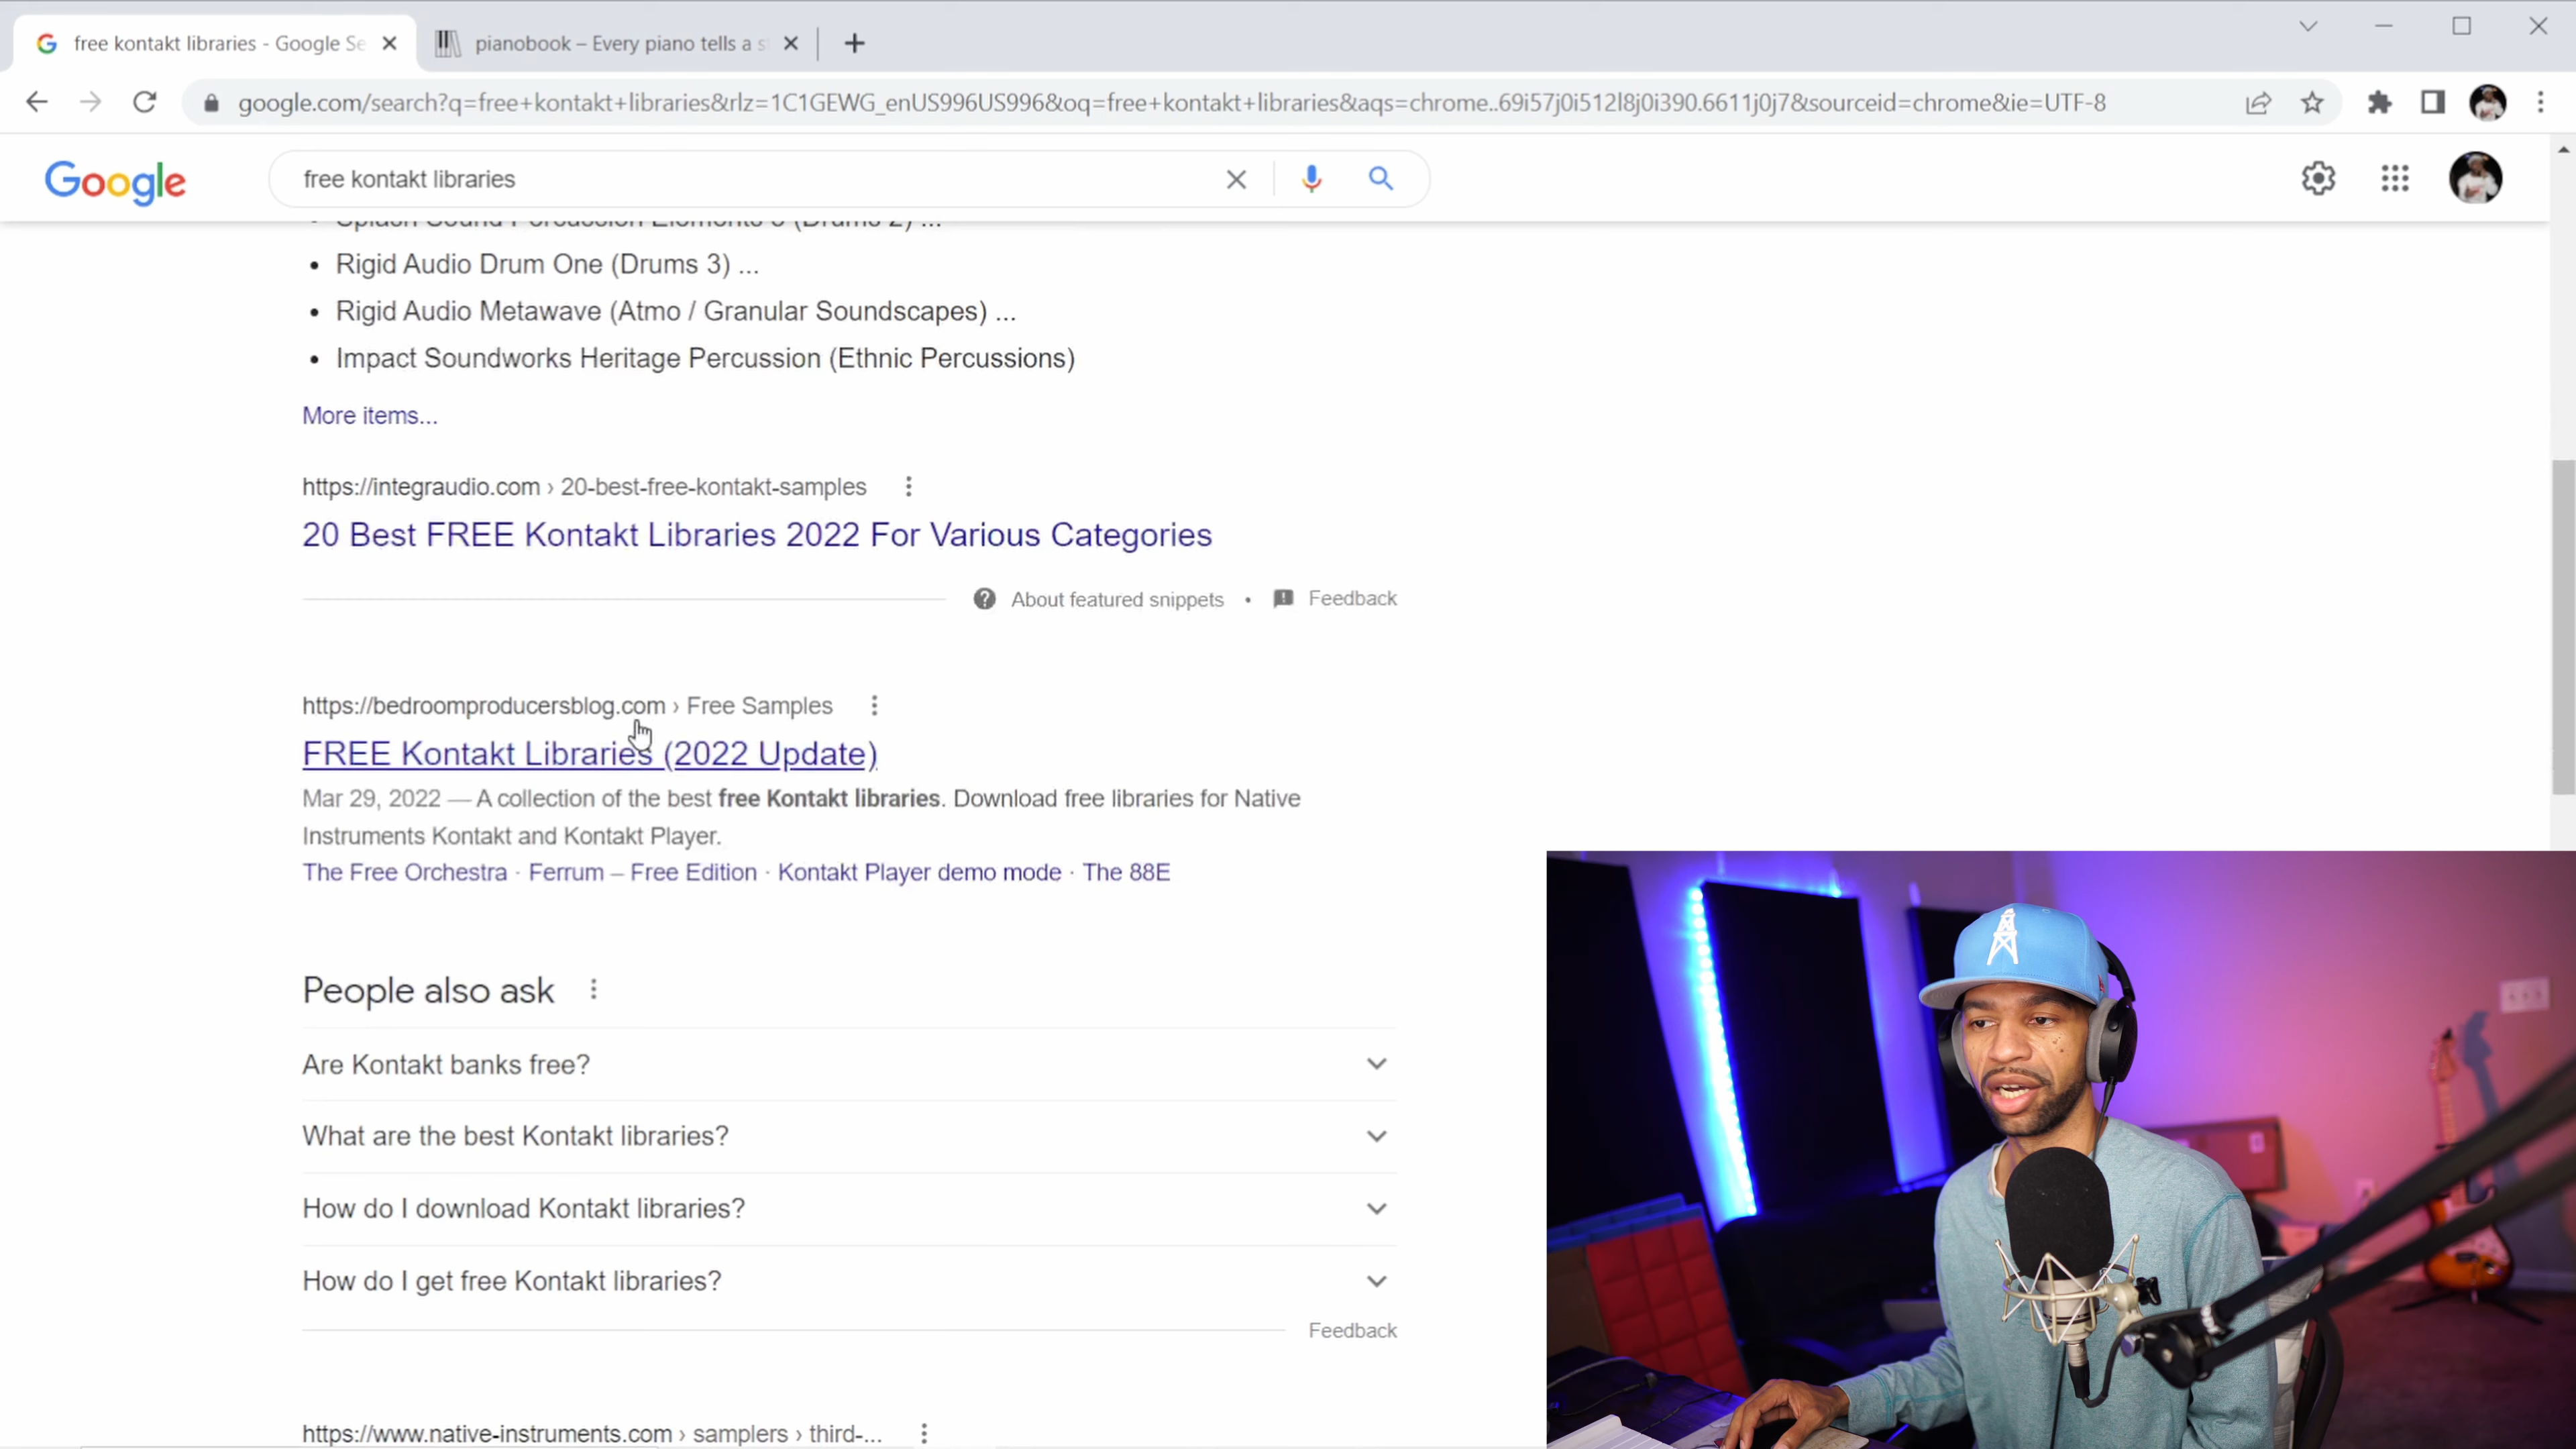 free kontakt libraries - Google Se
pianobook – Every piano tells a s
google.com/search?q=free+kontakt+libraries&rlz=1C1GEWG_enUS996US996&oq=free+kontakt+libraries&aqs=chrome..69i57j0i512l8j0i390.6611j0j7&sourceid=chrome&ie=UTF-8
Google
free kontakt libraries
Splash Sound Percussion Elements 3 (Drums 2) ...
Rigid Audio Drum One (Drums 3) ...
Rigid Audio Metawave (Atmo / Granular Soundscapes) ...
Impact Soundworks Heritage Percussion (Ethnic Percussions)
More items...
https://integraudio.com › 20-best-free-kontakt-samples
20 Best FREE Kontakt Libraries 2022 For Various Categories
About featured snippets • Feedback
https://bedroomproducersblog.com › Free Samples
FREE Kontakt Libraries (2022 Update)
Mar 29, 2022 — A collection of the best free Kontakt libraries. Download free libraries for Native
Instruments Kontakt and Kontakt Player.
The Free Orchestra · Ferrum – Free Edition · Kontakt Player demo mode · The 88E
People also ask
Are Kontakt banks free?
What are the best Kontakt libraries?
How do I download Kontakt libraries?
How do I get free Kontakt libraries?
Feedback
https://www.native-instruments.com › samplers › third-...